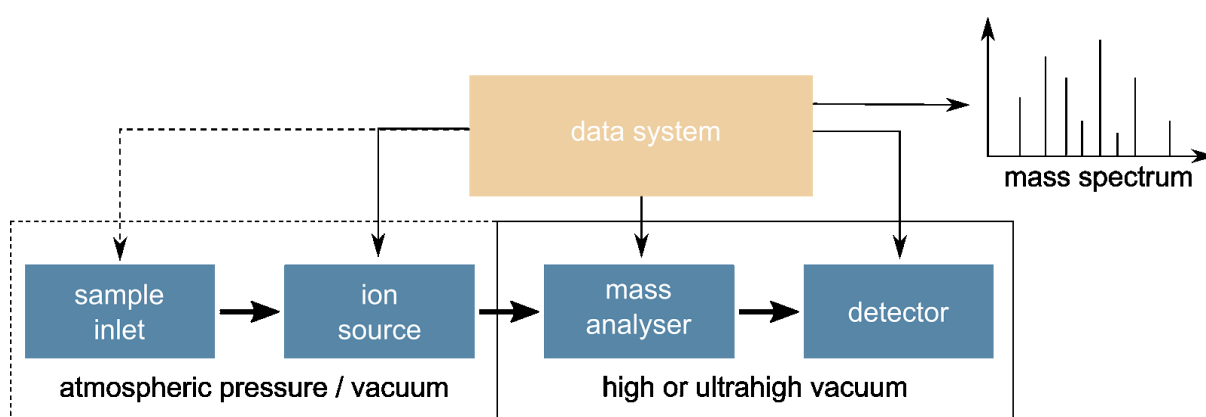 data system
mass spectrum
sample
inlet
ion
source
mass
analyser
detector
atmospheric pressure / vacuum
high or ultrahigh vacuum